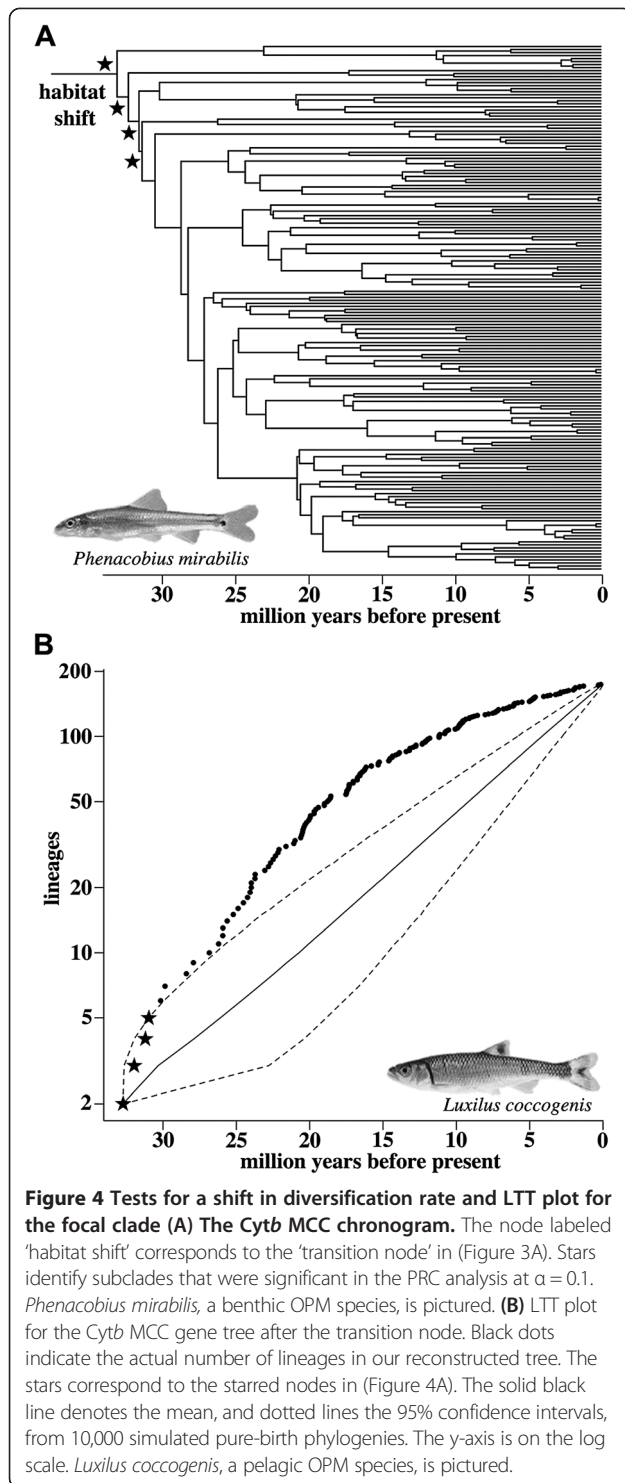 A
habitat
shift
Phenacobius mirabilis
30 25 20 15 10 5 0
million years before present
B
200
100
50
20
10
5
2
lineages
Luxilus coccogenis
30 25 20 15 10 5 0
million years before present
Figure 4 Tests for a shift in diversification rate and LTT plot for
the focal clade (A) The Cytb MCC chronogram. The node labeled
‘habitat shift’ corresponds to the ‘transition node’ in (Figure 3A). Stars
identify subclades that were significant in the PRC analysis at α = 0.1.
Phenacobius mirabilis, a benthic OPM species, is pictured. (B) LTT plot
for the Cytb MCC gene tree after the transition node. Black dots
indicate the actual number of lineages in our reconstructed tree. The
stars correspond to the starred nodes in (Figure 4A). The solid black
line denotes the mean, and dotted lines the 95% confidence intervals,
from 10,000 simulated pure-birth phylogenies. The y-axis is on the log
scale. Luxilus coccogenis, a pelagic OPM species, is pictured.